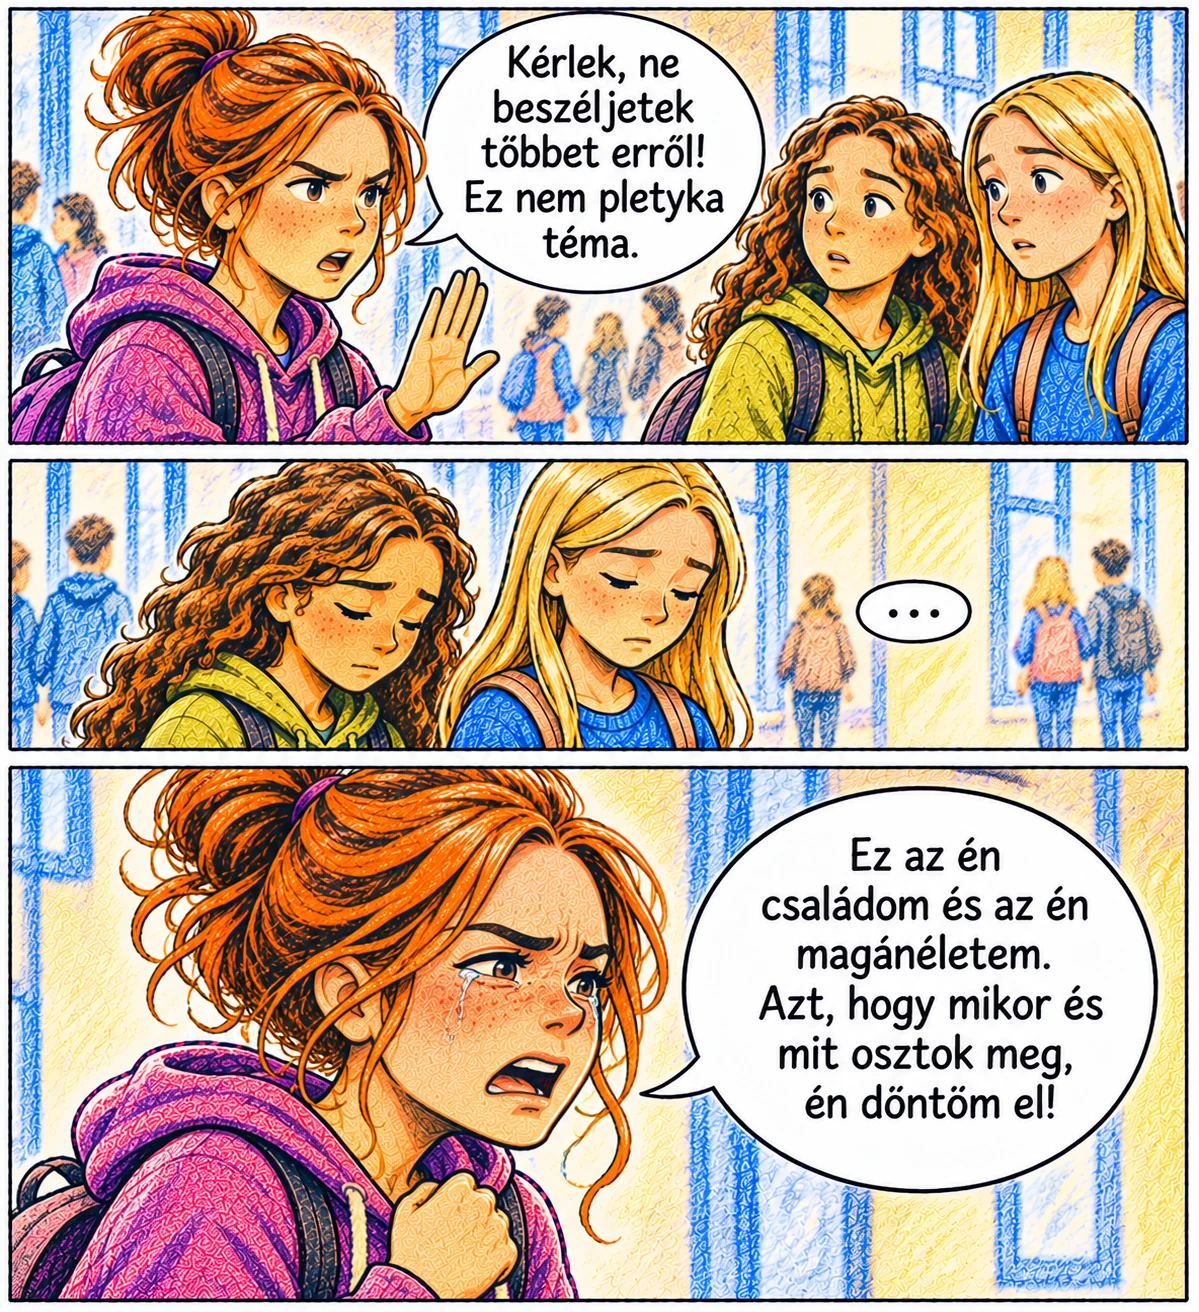 Kérlek, ne
beszéljetek
többet erről!
Ez nem pletyka
téma.
...
Ez az én
családom és az én
magánéletem.
Azt, hogy mikor és
mit osztok meg,
én döntöm el!